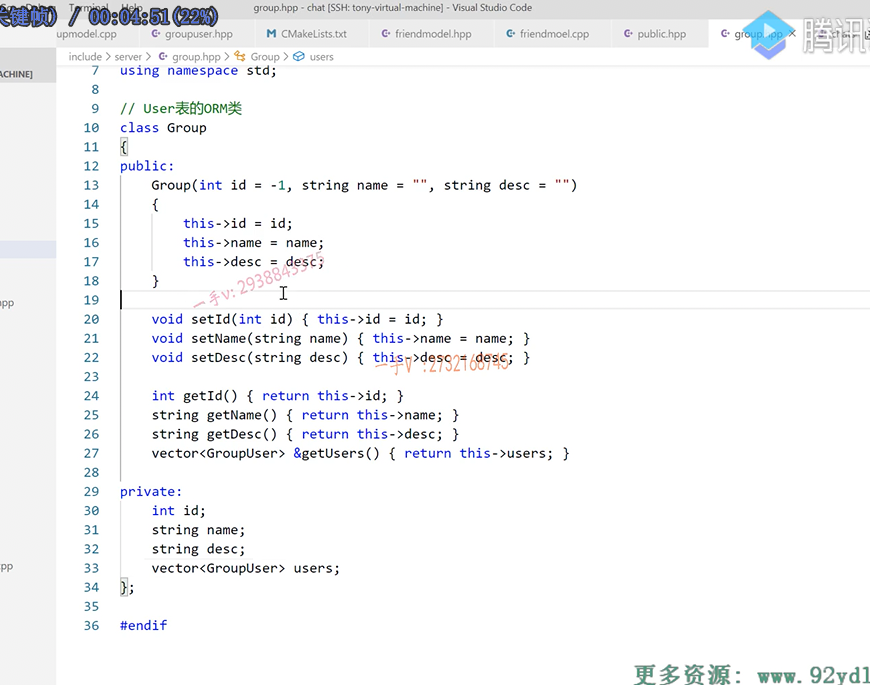 关键帧) / 00:04:51(22%)
Terminal Help
group.hpp - chat [SSH: tony-virtual-machine] - Visual Studio Code
腾讯
upmodel.cpp groupuser.hpp CMakeLists.txt friendmodel.hpp friendmoel.cpp public.hpp group.hpp
ACHINE]
include > server > group.hpp > Group > users
7 using namespace std;
8
9 // User表的ORM类
10 class Group
11 {
12 public:
13 Group(int id = -1, string name = "", string desc = "")
14 {
15 this->id = id;
16 this->name = name;
17 this->desc = desc;
18 }
一手v: 2938843375
19
pp
20 void setId(int id) { this->id = id; }
21 void setName(string name) { this->name = name; }
22 void setDesc(string desc) { this->desc = desc; }
一手V :2732168745
23
24 int getId() { return this->id; }
25 string getName() { return this->name; }
26 string getDesc() { return this->desc; }
27 vector<GroupUser> &getUsers() { return this->users; }
28
29 private:
30 int id;
31 string name;
32 string desc;
33 vector<GroupUser> users;
pp
34 };
35
36 #endif
更多资源: www.92yd1